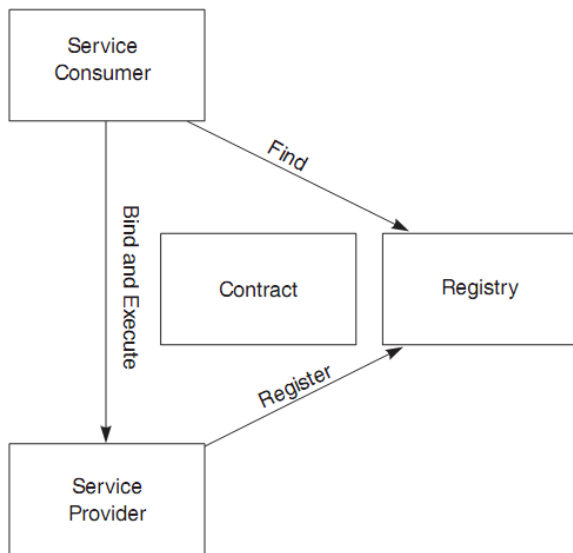 Service
Consumer
Find
Bind and Execute
Contract
Registry
Register
Service
Provider